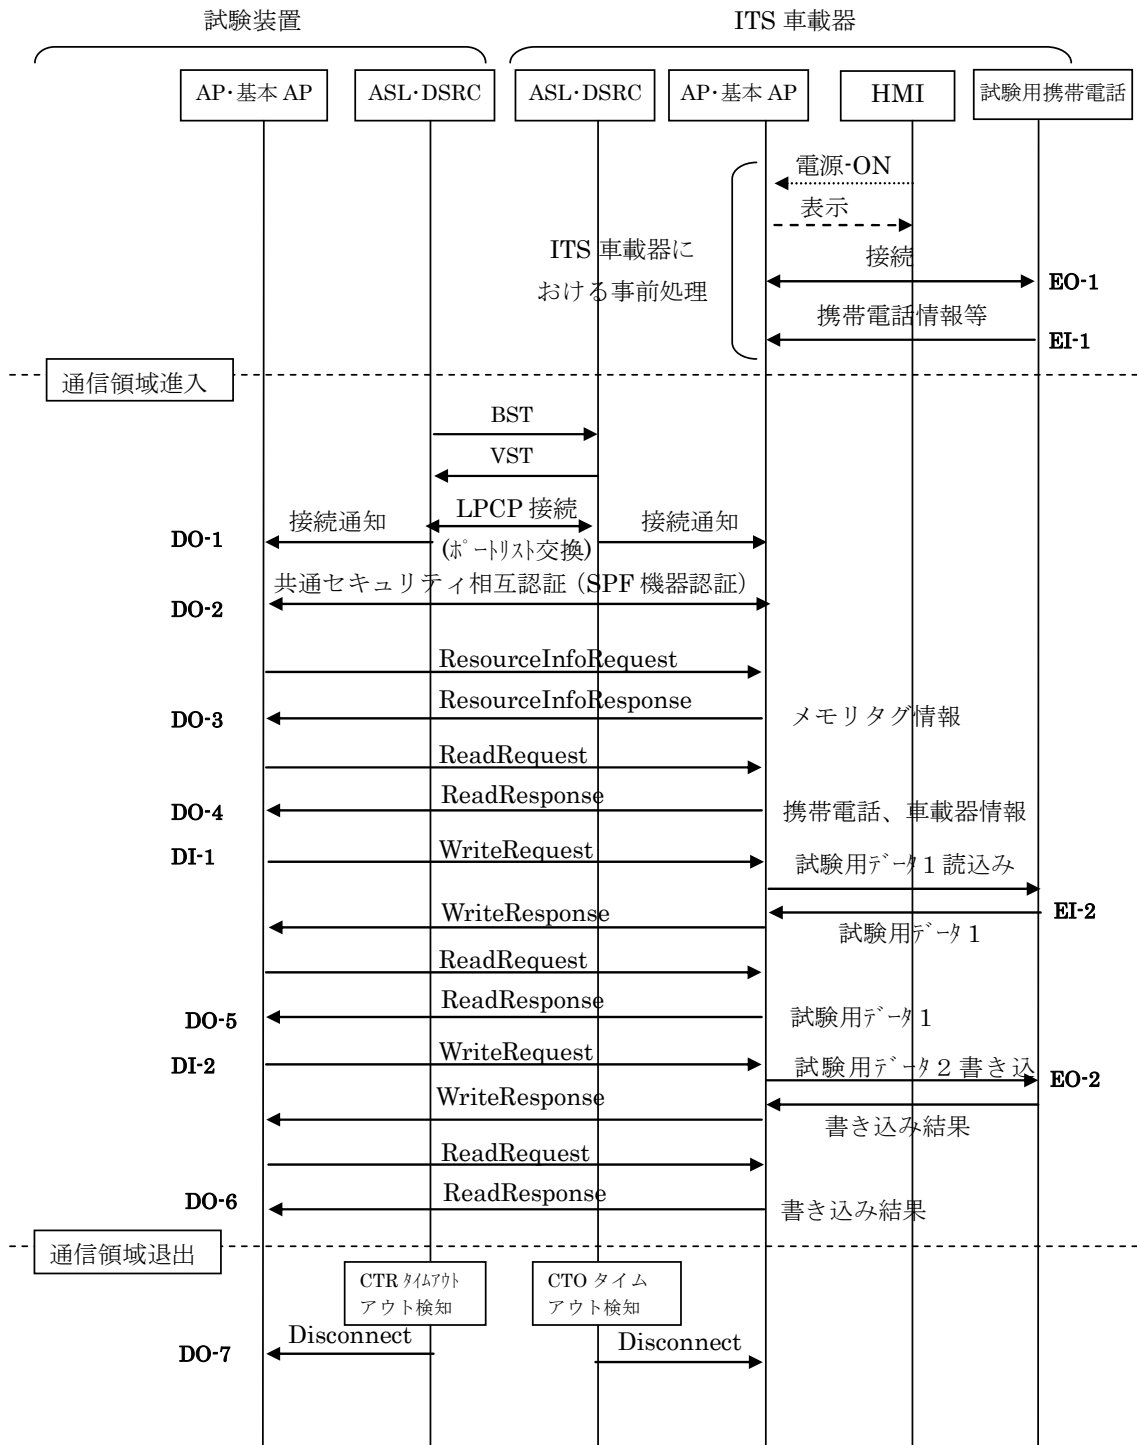 試験装置
ITS 車載器
AP・基本 AP
ASL・DSRC
ASL・DSRC
AP・基本 AP
HMI
試験用携帯電話
電源-ON
表示
ITS 車載器に
おける事前処理
接続
EO-1
携帯電話情報等
EI-1
通信領域進入
BST
VST
LPCP 接続
(ポートリスト交換)
接続通知
接続通知
DO-1
共通セキュリティ相互認証（SPF 機器認証）
DO-2
ResourceInfoRequest
ResourceInfoResponse
DO-3
メモリタグ情報
ReadRequest
ReadResponse
DO-4
携帯電話、車載器情報
DI-1
WriteRequest
試験用データ１読込み
WriteResponse
EI-2
試験用データ１
ReadRequest
ReadResponse
DO-5
試験用データ１
DI-2
WriteRequest
試験用データ２書き込
EO-2
WriteResponse
書き込み結果
ReadRequest
ReadResponse
DO-6
書き込み結果
通信領域退出
CTR タイムアウト
アウト検知
CTO タイム
アウト検知
Disconnect
DO-7
Disconnect